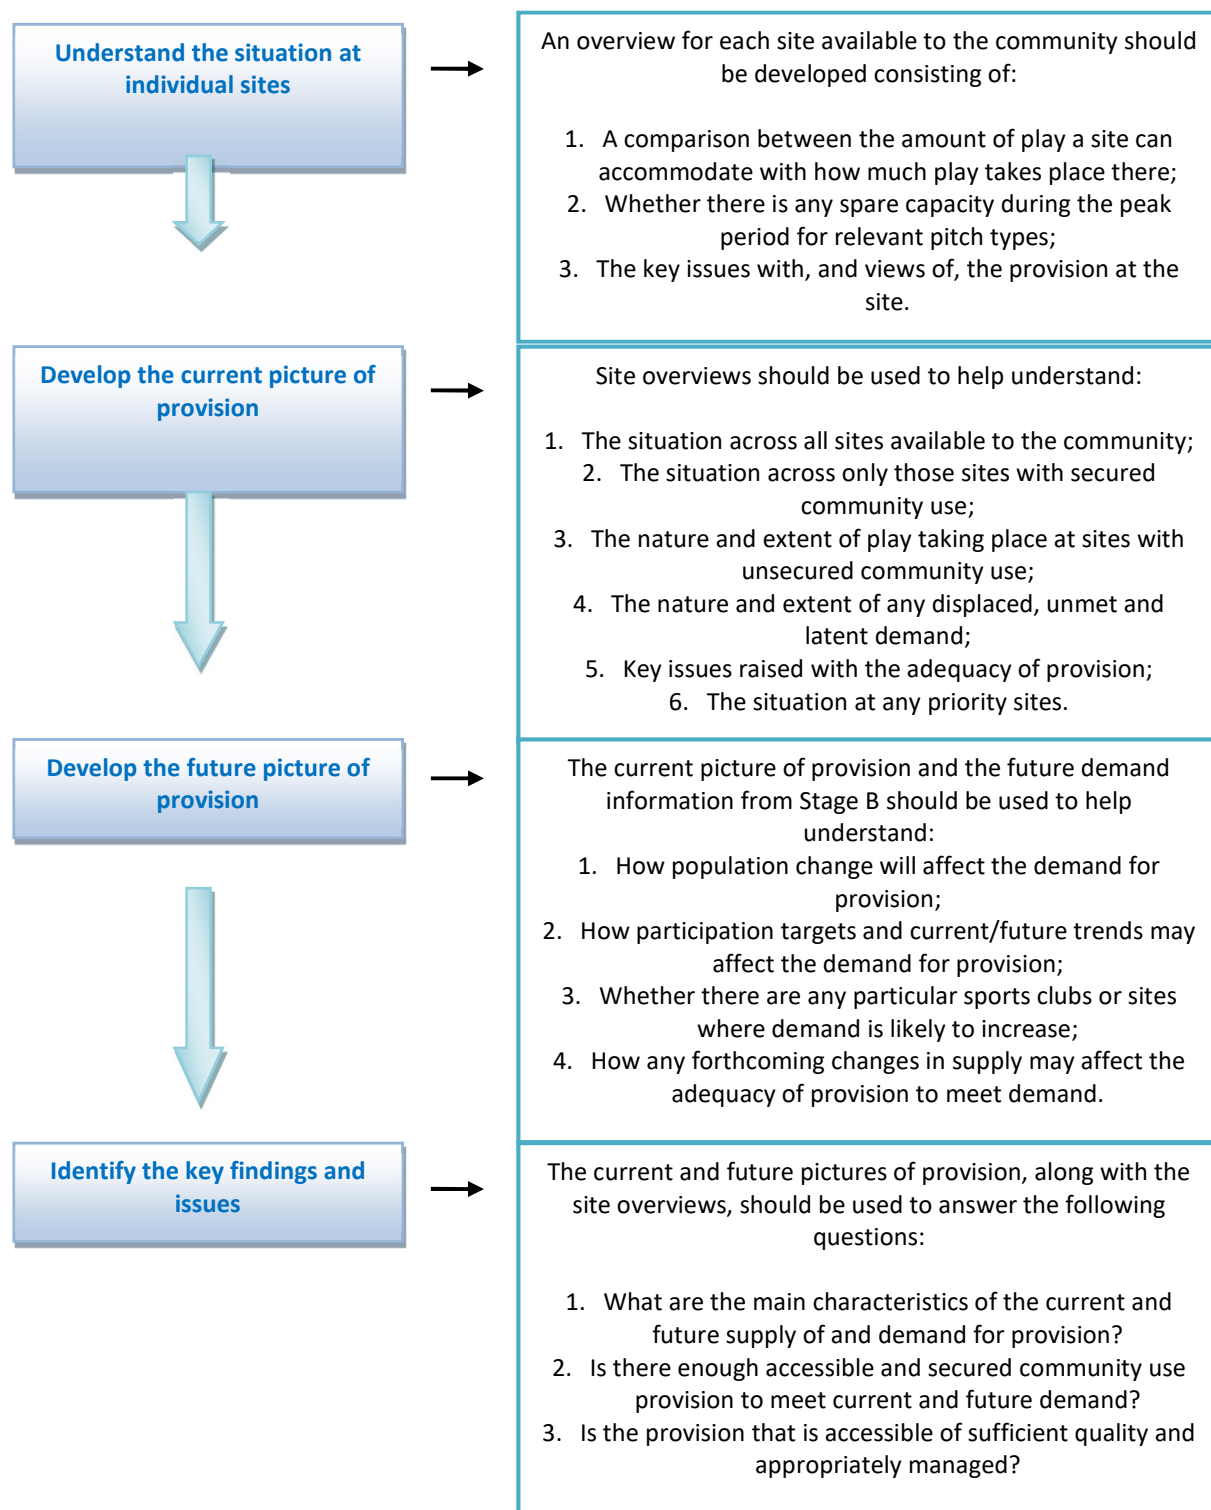 Understand the situation at
individual sites
An overview for each site available to the community should
be developed consisting of:
1. A comparison between the amount of play a site can
accommodate with how much play takes place there;
2. Whether there is any spare capacity during the peak
period for relevant pitch types;
3. The key issues with, and views of, the provision at the
site.
Develop the current picture of
provision
Site overviews should be used to help understand:
1. The situation across all sites available to the community;
2. The situation across only those sites with secured
community use;
3. The nature and extent of play taking place at sites with
unsecured community use;
4. The nature and extent of any displaced, unmet and
latent demand;
5. Key issues raised with the adequacy of provision;
6. The situation at any priority sites.
Develop the future picture of
provision
The current picture of provision and the future demand
information from Stage B should be used to help
understand:
1. How population change will affect the demand for
provision;
2. How participation targets and current/future trends may
affect the demand for provision;
3. Whether there are any particular sports clubs or sites
where demand is likely to increase;
4. How any forthcoming changes in supply may affect the
adequacy of provision to meet demand.
Identify the key findings and
issues
The current and future pictures of provision, along with the
site overviews, should be used to answer the following
questions:
1. What are the main characteristics of the current and
future supply of and demand for provision?
2. Is there enough accessible and secured community use
provision to meet current and future demand?
3. Is the provision that is accessible of sufficient quality and
appropriately managed?